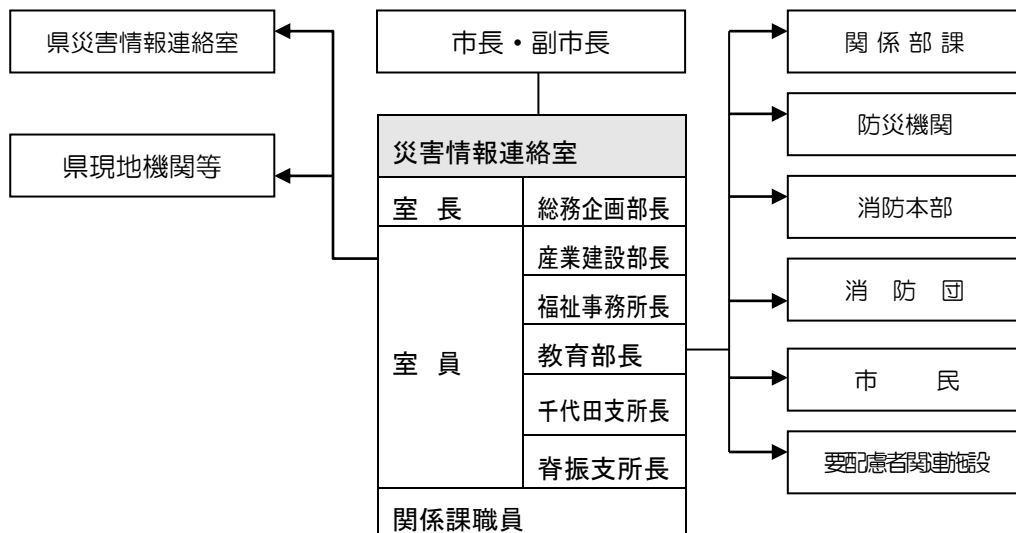 県災害情報連絡室
県現地機関等
市長・副市長
災害情報連絡室
室 長
総務企画部長
室 員
産業建設部長
福祉事務所長
教育部長
千代田支所長
脊振支所長
関係課職員
関 係 部 課
防災機関
消防本部
消 防 団
市 民
要配慮者関連施設